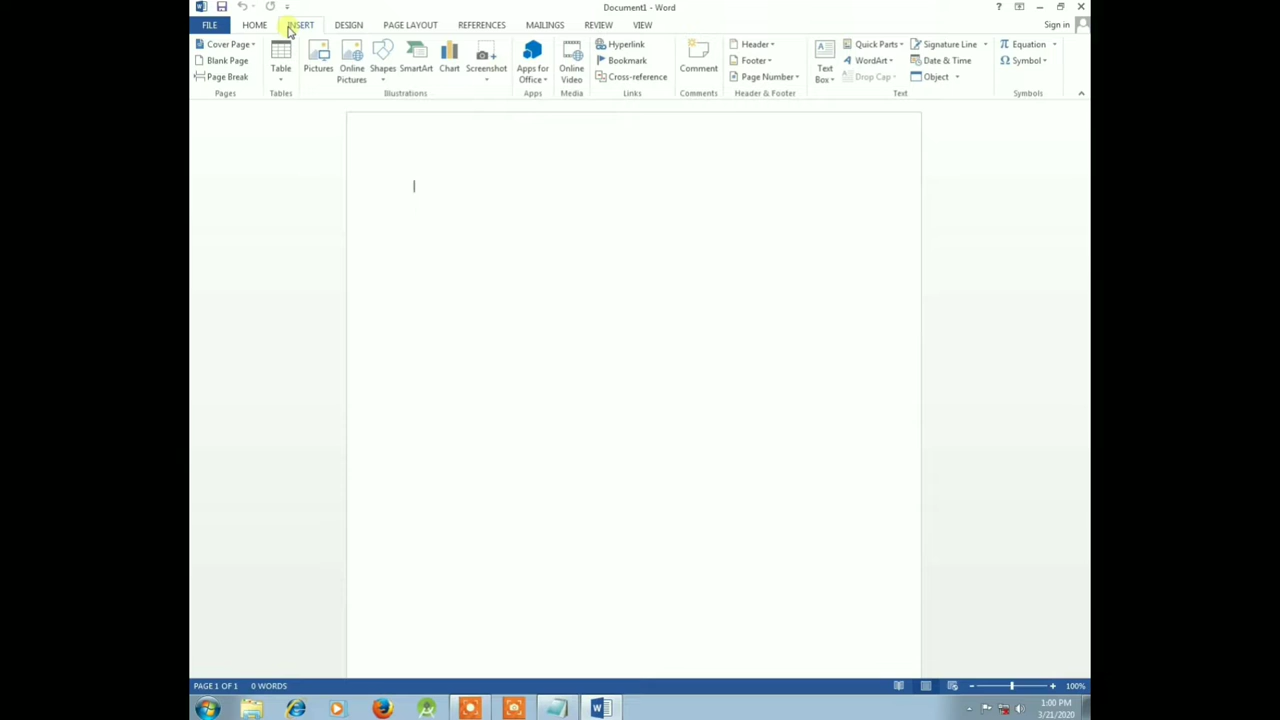 Document1 - Word
FILE HOME INSERT DESIGN PAGE LAYOUT REFERENCES MAILINGS REVIEW VIEW Sign in
Cover Page
Blank Page
Page Break
Pages
Table
Tables
Pictures
Online Pictures
Shapes
SmartArt
Chart
Screenshot
Illustrations
Apps for Office
Apps
Online Video
Media
Hyperlink
Bookmark
Cross-reference
Links
Comment
Comments
Header
Footer
Page Number
Header & Footer
Text Box
Quick Parts
WordArt
Drop Cap
Signature Line
Date & Time
Object
Text
Equation
Symbol
Symbols
PAGE 1 OF 1 0 WORDS 100%
1:00 PM
3/21/2020